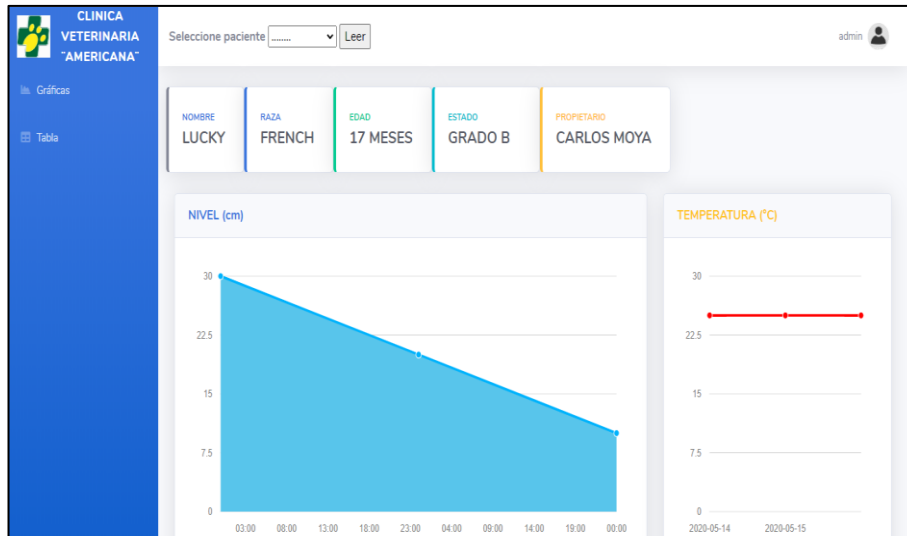 CLINICA
VETERINARIA
¨AMERICANA¨
Gráficas
Tabla
Seleccione paciente ........ Leer
admin
NOMBRE
LUCKY
RAZA
FRENCH
EDAD
17 MESES
ESTADO
GRADO B
PROPIETARIO
CARLOS MOYA
NIVEL (cm)
30
22.5
15
7.5
0
03:00 08:00 13:00 18:00 23:00 04:00 09:00 14:00 19:00 00:00
TEMPERATURA (°C)
30
22.5
15
7.5
0
2020-05-14 2020-05-15